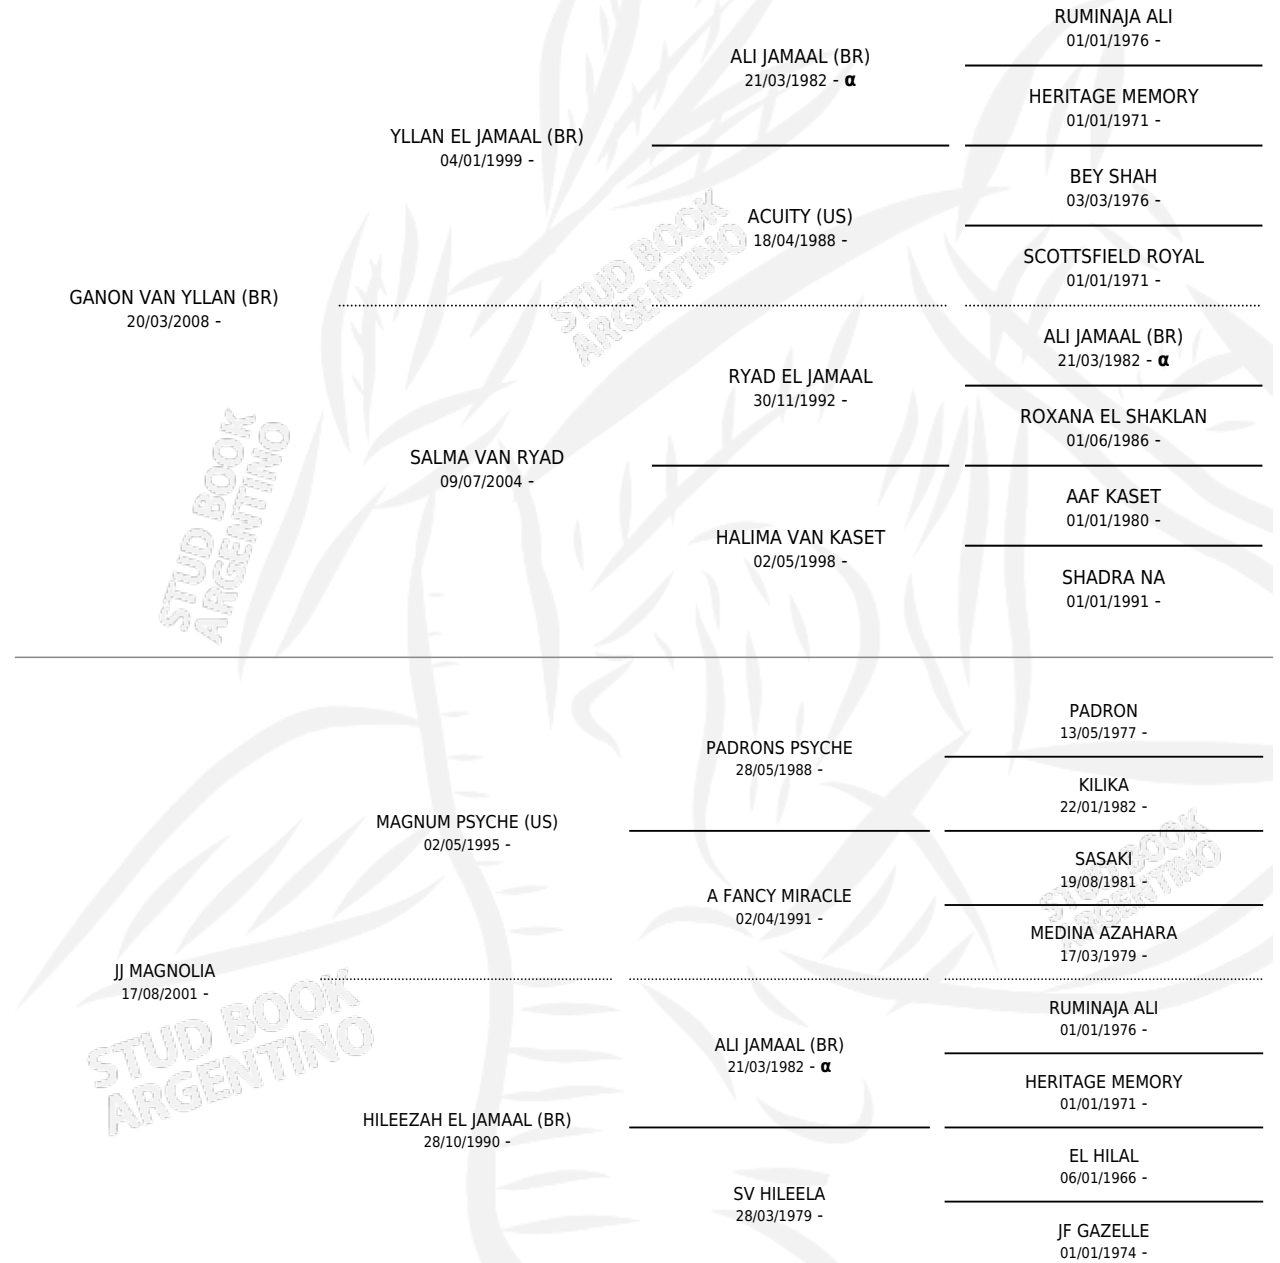 RUMINAJA ALI
01/01/1976 -
ALI JAMAAL (BR)
21/03/1982 - α
HERITAGE MEMORY
01/01/1971 -
YLLAN EL JAMAAL (BR)
04/01/1999 -
BEY SHAH
03/03/1976 -
ACUITY (US)
18/04/1988 -
SCOTTSFIELD ROYAL
01/01/1971 -
GANON VAN YLLAN (BR)
20/03/2008 -
ALI JAMAAL (BR)
21/03/1982 - α
RYAD EL JAMAAL
30/11/1992 -
ROXANA EL SHAKLAN
01/06/1986 -
SALMA VAN RYAD
09/07/2004 -
AAF KASET
01/01/1980 -
HALIMA VAN KASET
02/05/1998 -
SHADRA NA
01/01/1991 -
PADRON
13/05/1977 -
PADRONS PSYCHE
28/05/1988 -
KILIKA
22/01/1982 -
MAGNUM PSYCHE (US)
02/05/1995 -
SASAKI
19/08/1981 -
A FANCY MIRACLE
02/04/1991 -
MEDINA AZAHARA
17/03/1979 -
JJ MAGNOLIA
17/08/2001 -
RUMINAJA ALI
01/01/1976 -
ALI JAMAAL (BR)
21/03/1982 - α
HERITAGE MEMORY
01/01/1971 -
HILEEZAH EL JAMAAL (BR)
28/10/1990 -
EL HILAL
06/01/1966 -
SV HILEELA
28/03/1979 -
JF GAZELLE
01/01/1974 -
STUD BOOK
ARGENTINO
STUD BOOK
ARGENTINO
STUD BOOK
ARGENTINO
STUD BOOK
ARGENTINO